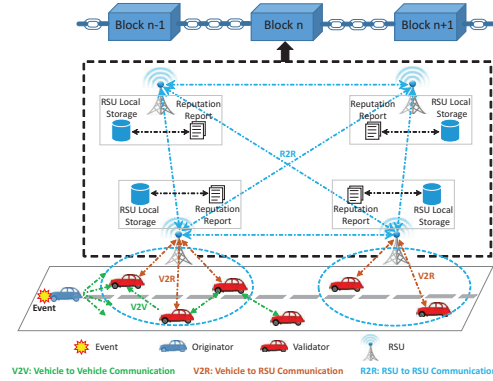 Block n-1
Block n
Block n+1
RSU Local
Storage
Reputation
Report
Reputation
Report
RSU Local
Storage
R2R
RSU Local
Storage
Reputation
Report
Reputation
Report
RSU Local
Storage
V2R
V2R
V2V
Event
Event
Originator
Validator
RSU
V2V: Vehicle to Vehicle Communication
V2R: Vehicle to RSU Communication
R2R: RSU to RSU Communication